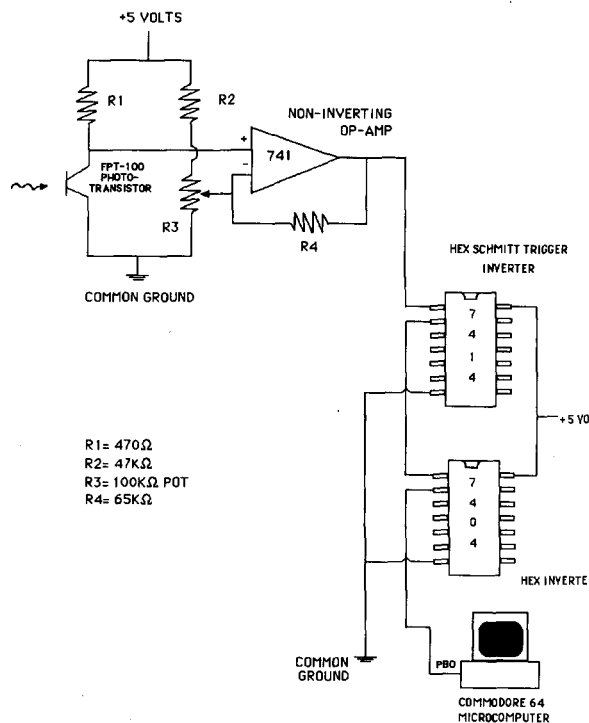 +5 VOLTS
R1
R2
NON-INVERTING
OP-AMP
+
741
-
FPT-100
PHOTO-
TRANSISTOR
R3
R4
COMMON GROUND
HEX SCHMITT TRIGGER
INVERTER
7
4
1
4
+5 VO
R1= 470Ω
R2= 47KΩ
R3= 100KΩ POT
R4= 65KΩ
7
4
0
4
HEX INVERTE
COMMON
GROUND
PB0
COMMODORE 64
MICROCOMPUTER